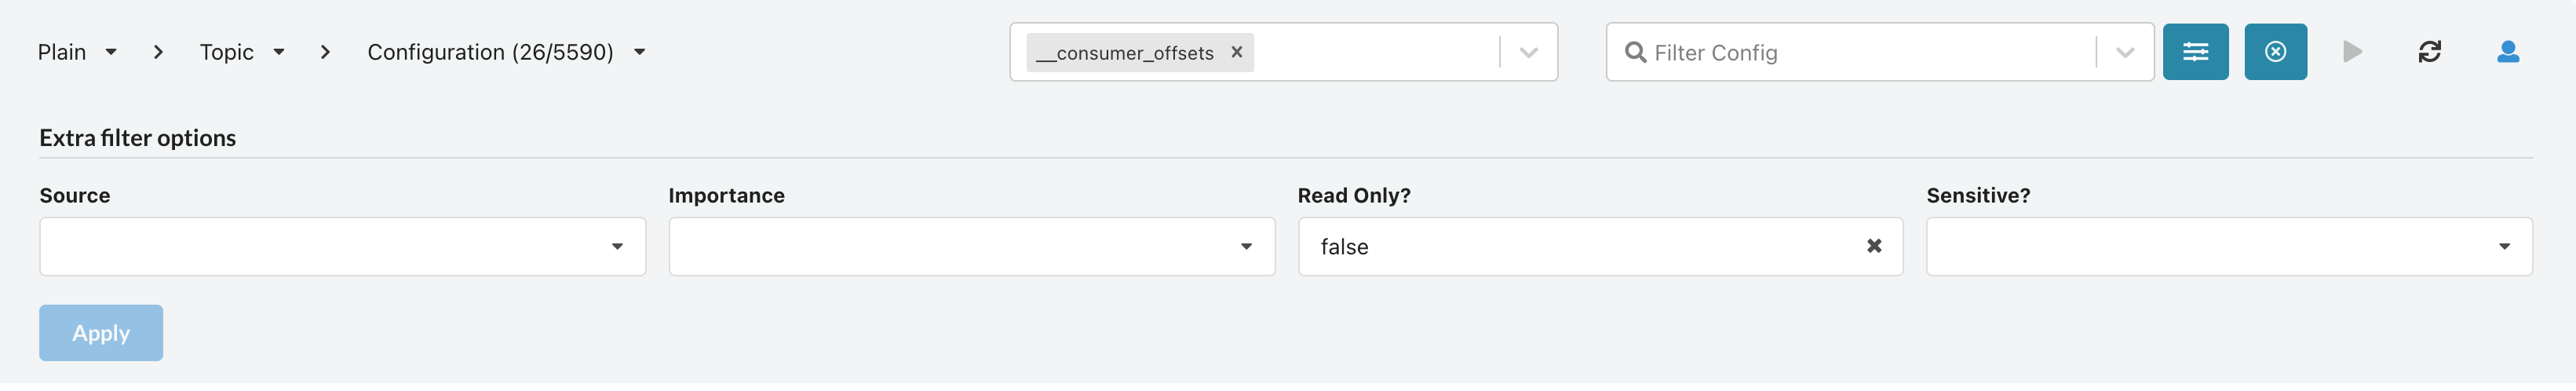 Plain Topic Configuration (26/5590) __consumer_offsets Filter Config
Extra filter options
Source Importance Read Only? Sensitive?
false
Apply